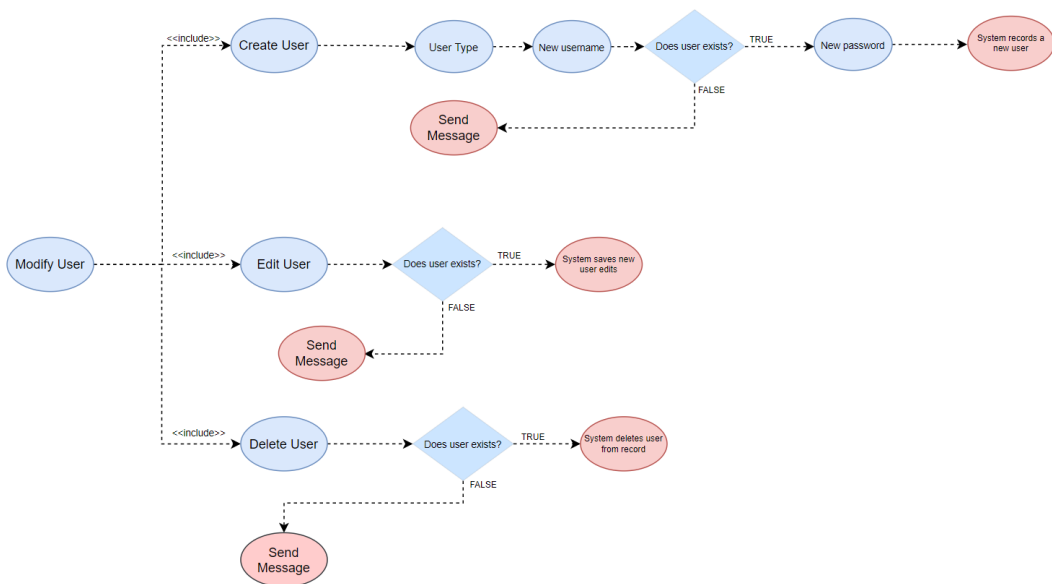 <<include>>
Create User
User Type
New username
Does user exists?
TRUE
New password
System records a
new user
FALSE
Send
Message
Modify User
<<include>>
Edit User
Does user exists?
TRUE
System saves new
user edits
FALSE
Send
Message
<<include>>
Delete User
Does user exists?
TRUE
System deletes user
from record
FALSE
Send
Message